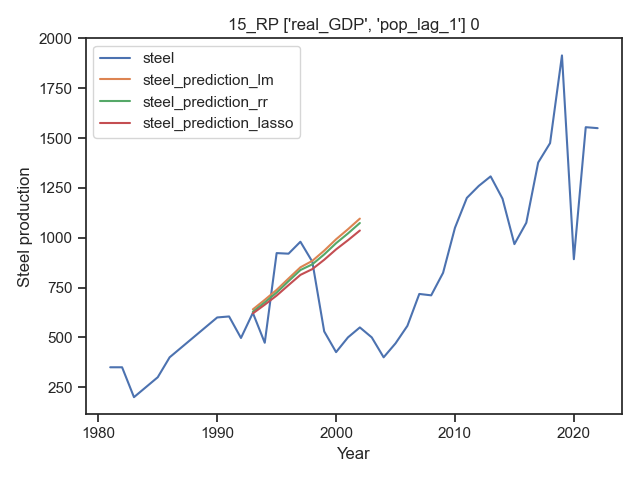 15_RP ['real_GDP', 'pop_lag_1'] 0
2000
1750
1500
1250
1000
750
500
250
Steel production
steel
steel_prediction_lm
steel_prediction_rr
steel_prediction_lasso
1980
1990
2000
2010
2020
Year